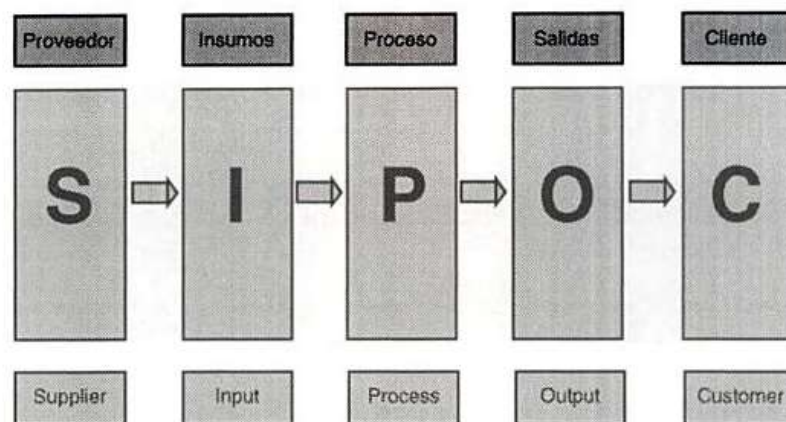 Proveedor Insumos Proceso Salidas Cliente
S I P O C
Supplier Input Process Output Customer